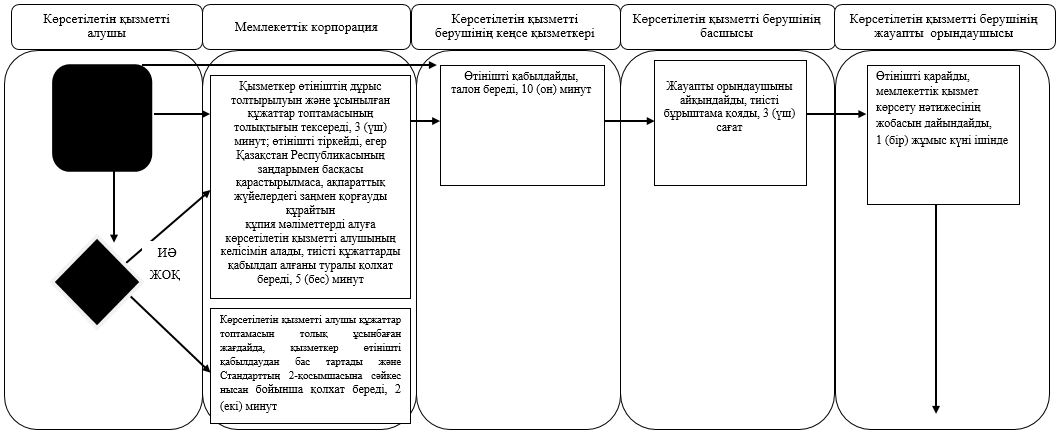 Көрсетілетін қызметті
алушы
Мемлекеттік корпорация
Көрсетілетін қызметті
берушінің кеңсе қызметкері
Көрсетілетін қызметті берушінің
басшысы
Көрсетілетін қызметті берушінің
жауапты орындаушысы
Қызметкер өтініштің дұрыс
толтырылуын және ұсынылған
құжаттар топтамасының
толықтығын тексереді, 3 (үш)
минут; өтінішті тіркейді, егер
Қазақстан Республикасының
заңдарымен басқасы
қарастырылмаса, ақпараттық
жүйелердегі заңмен қорғауды
құрайтын
құпия мәліметтерді алуға
көрсетілетін қызметті алушының
келісімін алады, тиісті құжаттарды
қабылдап алғаны туралы қолхат
береді, 5 (бес) минут
Өтінішті қабылдайды,
талон береді, 10 (он) минут
Жауапты орындаушыны
айқындайды, тиісті
бұрыштама қояды, 3 (үш)
сағат
Өтінішті қарайды,
мемлекеттік қызмет
көрсету нәтижесінің
жобасын дайындайды,
1 (бір) жұмыс күні ішінде
ИӘ
ЖОҚ
Көрсетілетін қызметті алушы құжаттар
топтамасын толық ұсынбаған
жағдайда, қызметкер өтінішті
қабылдаудан бас тартады және
Стандарттың 2-қосымшасына сәйкес
нысан бойынша қолхат береді, 2
(екі) минут